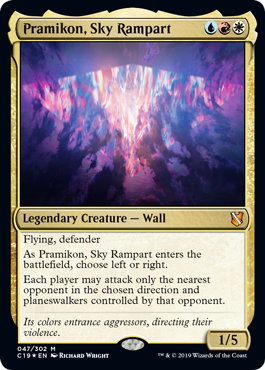 Pramikon, Sky Rampart
Legendary Creature — Wall
Flying, defender
As Pramikon, Sky Rampart enters the
battlefield, choose left or right.
Each player may attack only the nearest
opponent in the chosen direction and
planeswalkers controlled by that opponent.
Its colors entrance aggressors, directing their
violence.
1/5
047/302 M
C19 ★ EN RICHARD WRIGHT
™ & © 2019 Wizards of the Coast